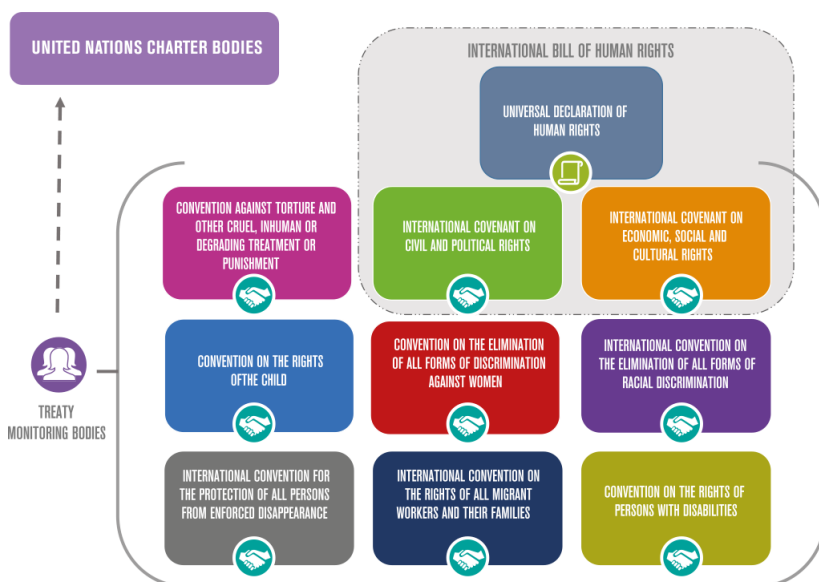 UNITED NATIONS CHARTER BODIES
INTERNATIONAL BILL OF HUMAN RIGHTS
UNIVERSAL DECLARATION OF
HUMAN RIGHTS
CONVENTION AGAINST TORTURE AND
OTHER CRUEL, INHUMAN OR
DEGRADING TREATMENT OR
PUNISHMENT
INTERNATIONAL COVENANT ON
CIVIL AND POLITICAL RIGHTS
INTERNATIONAL COVENANT ON
ECONOMIC, SOCIAL AND
CULTURAL RIGHTS
TREATY
MONITORING BODIES
CONVENTION ON THE RIGHTS
OFTHE CHILD
CONVENTION ON THE ELIMINATION
OF ALL FORMS OF DISCRIMINATION
AGAINST WOMEN
INTERNATIONAL CONVENTION ON
THE ELIMINATION OF ALL FORMS OF
RACIAL DISCRIMINATION
INTERNATIONAL CONVENTION FOR
THE PROTECTION OF ALL PERSONS
FROM ENFORCED DISAPPEARANCE
INTERNATIONAL CONVENTION ON
THE RIGHTS OF ALL MIGRANT
WORKERS AND THEIR FAMILIES
CONVENTION ON THE RIGHTS OF
PERSONS WITH DISABILITIES